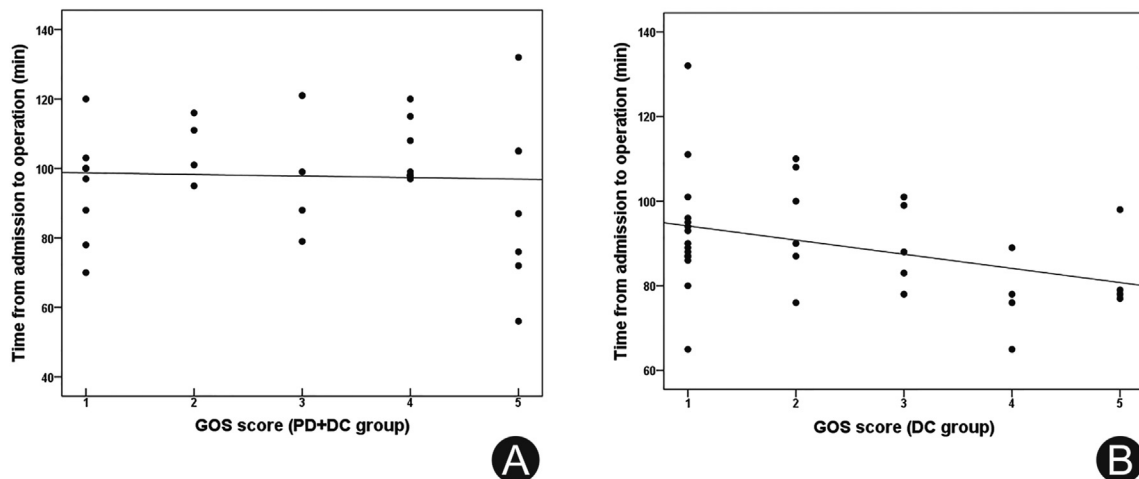 140
120
100
80
60
40
Time from admission to operation (min)
1 2 3 4 5
GOS score (PD+DC group)
A
140
120
100
80
60
Time from admission to operation (min)
1 2 3 4 5
GOS score (DC group)
B